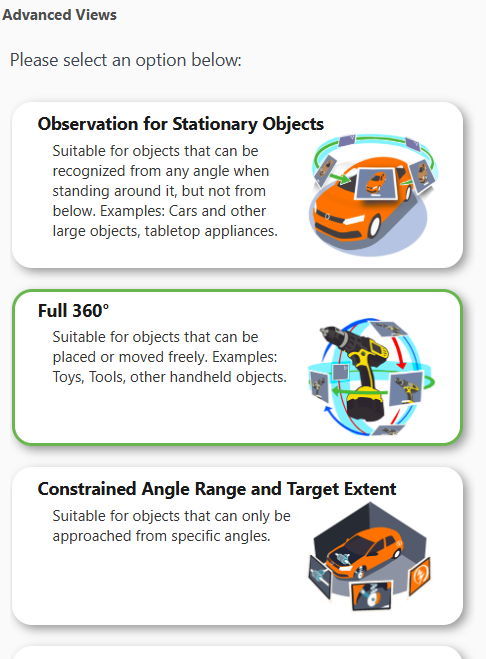 Advanced Views
Please select an option below:
Observation for Stationary Objects
Suitable for objects that can be
recognized from any angle when
standing around it, but not from
below. Examples: Cars and other
large objects, tabletop appliances.
Full 360°
Suitable for objects that can be
placed or moved freely. Examples:
Toys, Tools, other handheld objects.
Constrained Angle Range and Target Extent
Suitable for objects that can only be
approached from specific angles.